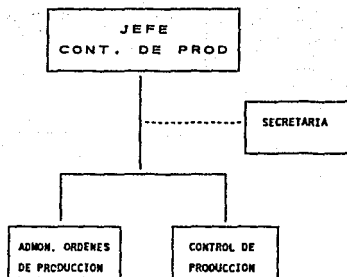 JEFE
CONT. DE PROD
SECRETARIA
ADMON. ORDENES
DE PRODUCCION
CONTROL DE
PRODUCCION